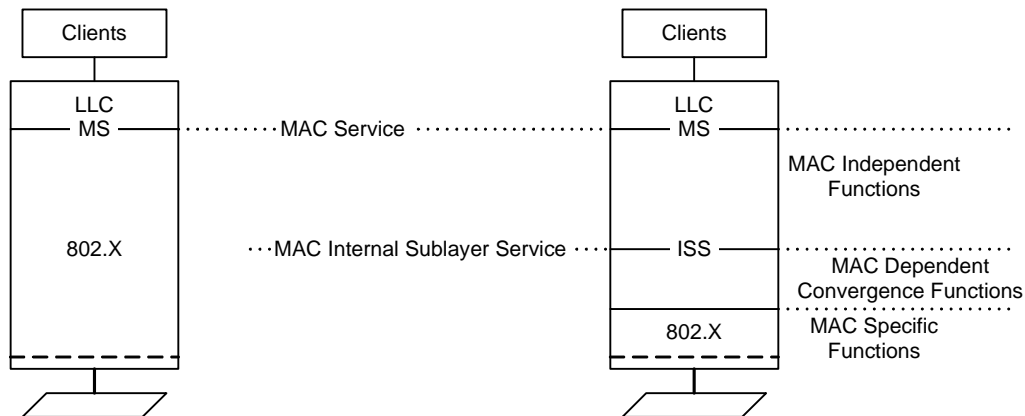 Clients
Clients
LLC
MS
MAC Service
LLC
MS
MAC Independent
Functions
802.X
MAC Internal Sublayer Service
ISS
MAC Dependent
Convergence Functions
802.X
MAC Specific
Functions